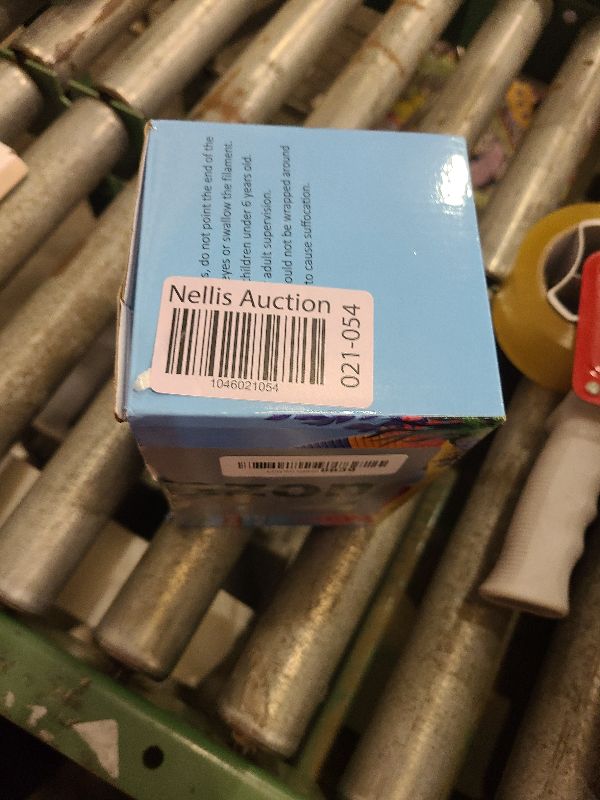 s, do not point the end of the
eyes or swallow the filament.
children under 6 years old.
adult supervision.
ould not be wrapped around
to cause suffocation.
Nellis Auction
1046021054
021-054